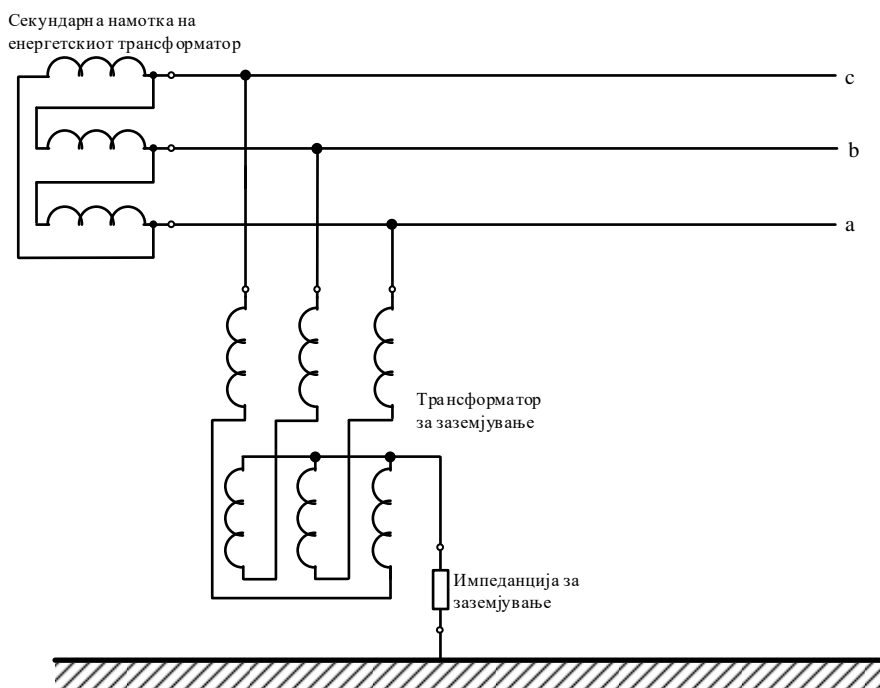 Секундарна намотка на
енергетскиот трансформатор
c
b
a
Трансформатор
за заземјување
Импеданција за
заземјување